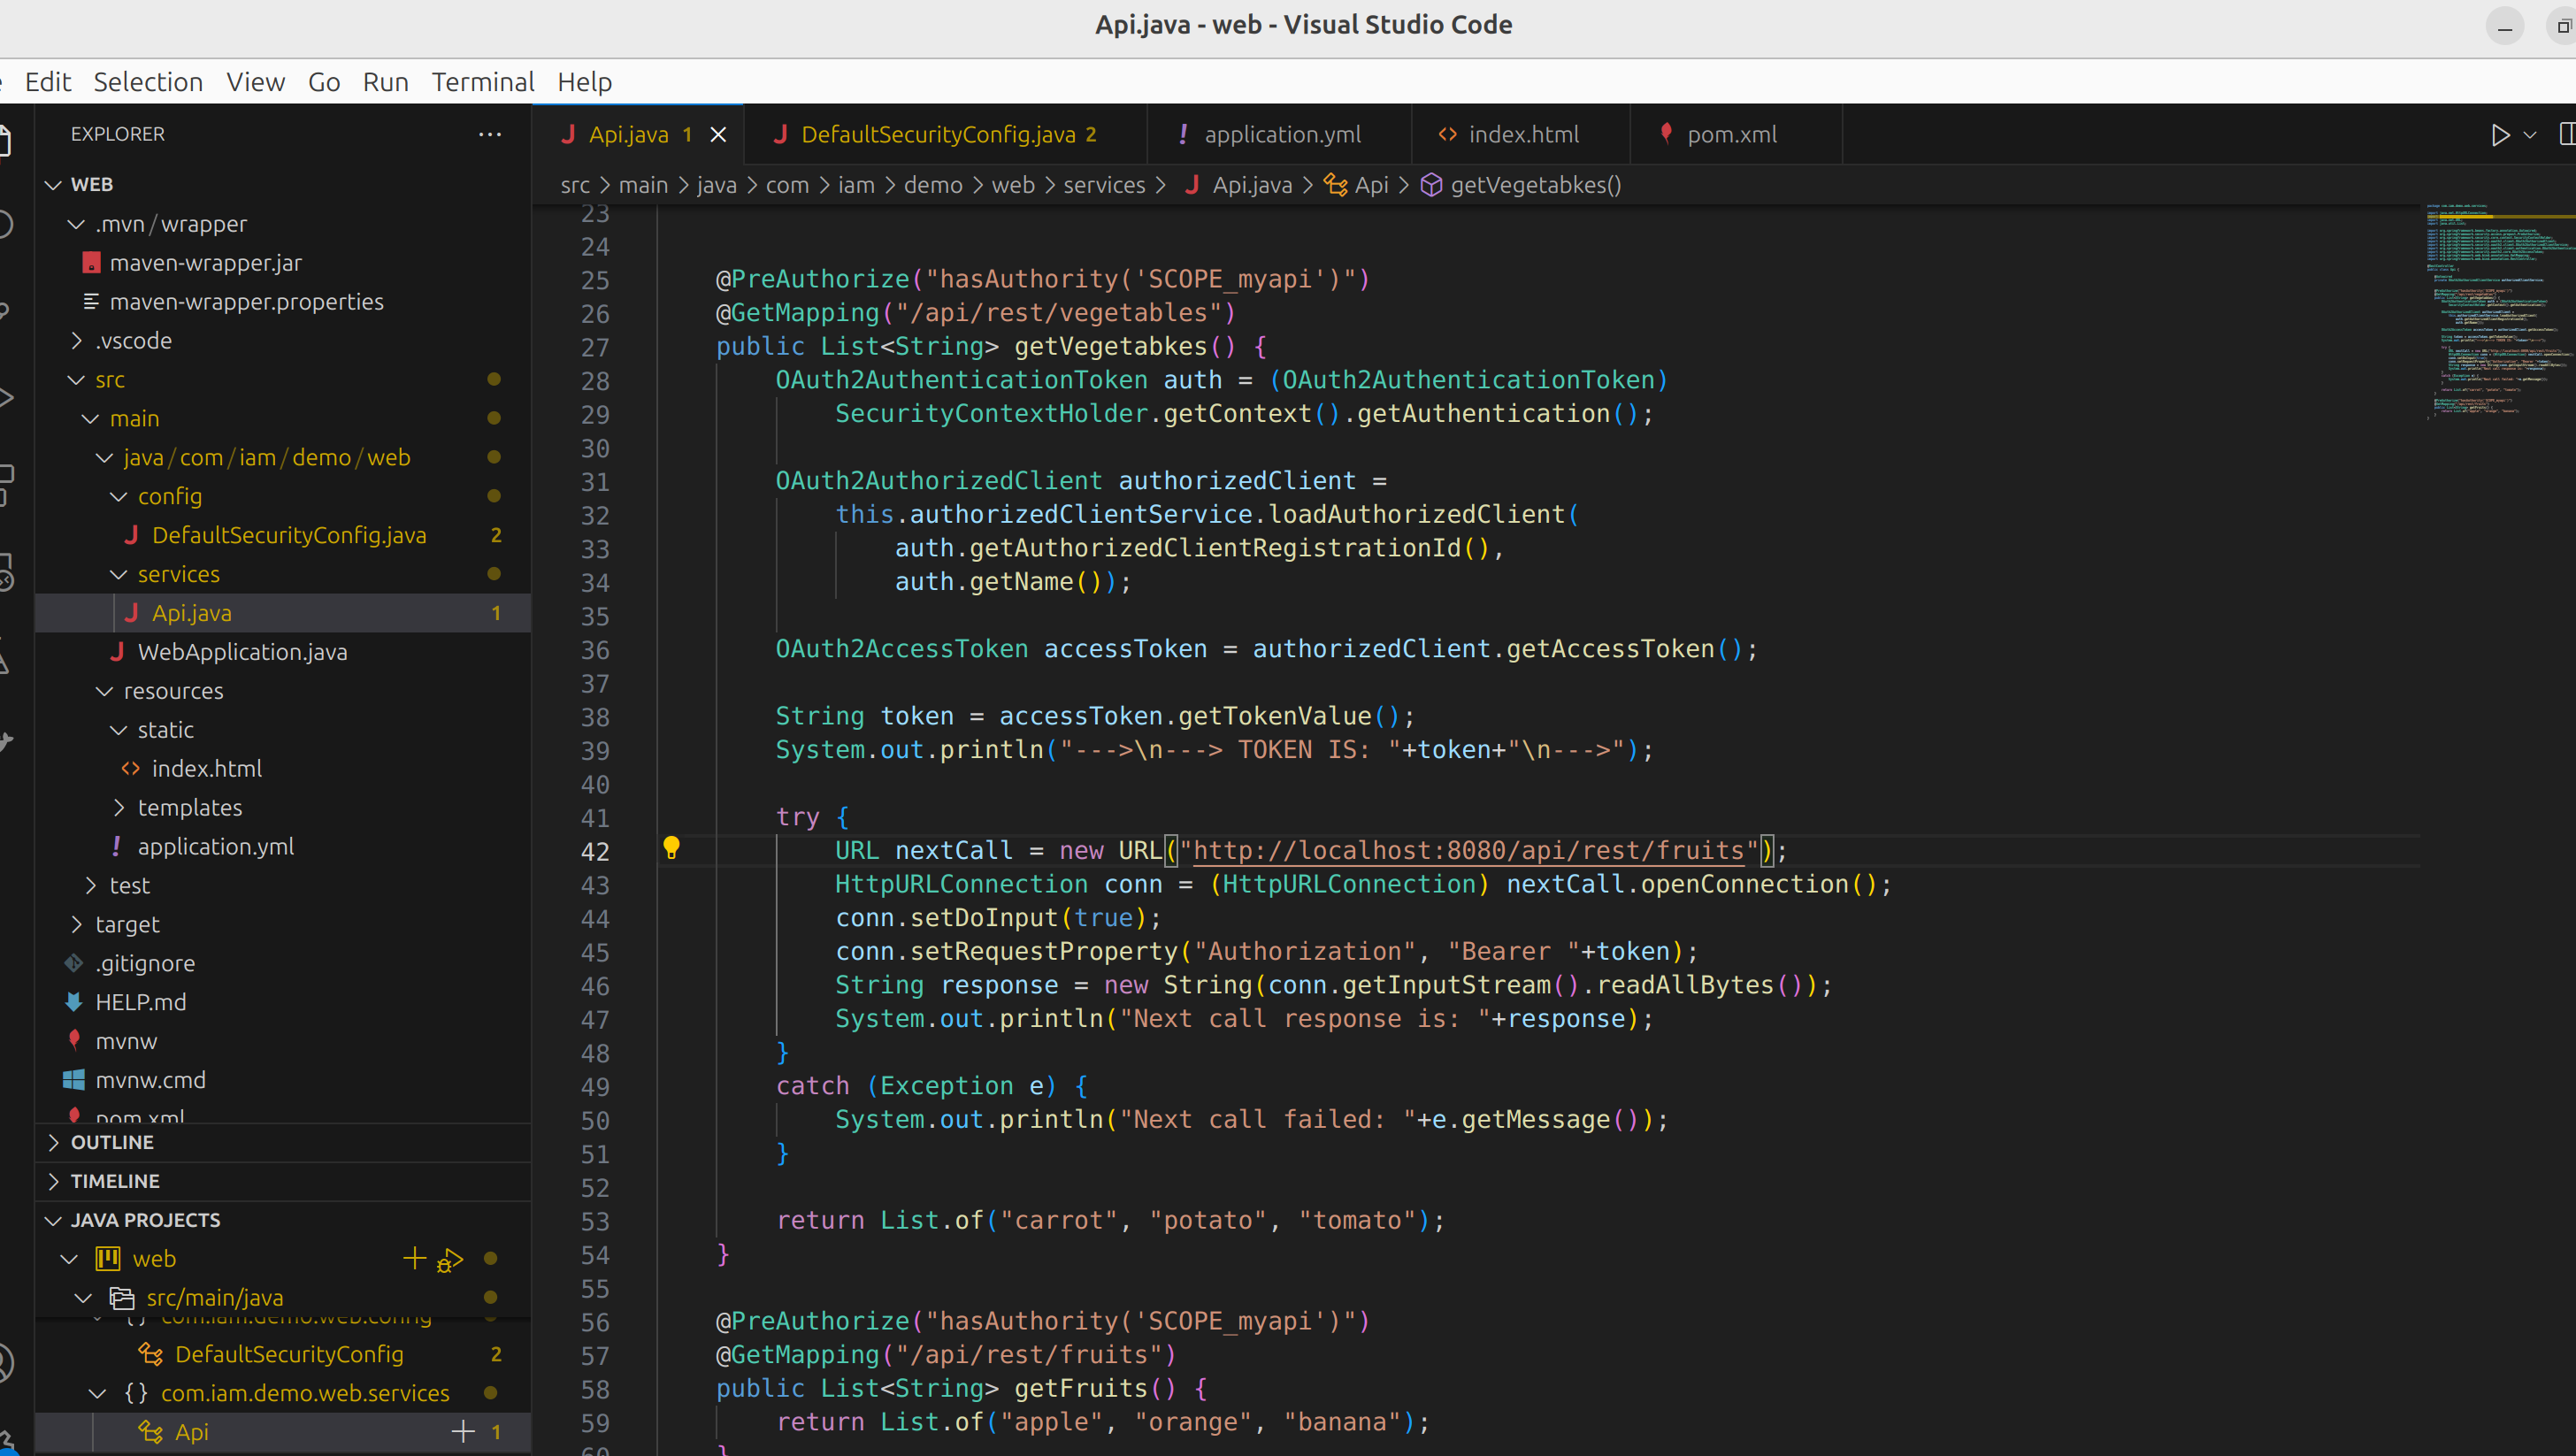 Api.java - web - Visual Studio Code
Edit Selection View Go Run Terminal Help
EXPLORER
WEB
.mvn / wrapper
maven-wrapper.jar
maven-wrapper.properties
.vscode
src
main
java / com / iam / demo / web
config
DefaultSecurityConfig.java 2
services
Api.java 1
WebApplication.java
resources
static
index.html
templates
application.yml
test
target
.gitignore
HELP.md
mvnw
mvnw.cmd
pom.xml
OUTLINE
TIMELINE
JAVA PROJECTS
web
src/main/java
com.iam.demo.web.config
DefaultSecurityConfig 2
com.iam.demo.web.services
Api 1
Api.java 1 DefaultSecurityConfig.java 2 application.yml index.html pom.xml
src > main > java > com > iam > demo > web > services > Api.java > Api > getVegetabkes()
23
24
25 @PreAuthorize("hasAuthority('SCOPE_myapi')")
26 @GetMapping("/api/rest/vegetables")
27 public List<String> getVegetabkes() {
28 OAuth2AuthenticationToken auth = (OAuth2AuthenticationToken)
29 SecurityContextHolder.getContext().getAuthentication();
30
31 OAuth2AuthorizedClient authorizedClient =
32 this.authorizedClientService.loadAuthorizedClient(
33 auth.getAuthorizedClientRegistrationId(),
34 auth.getName());
35
36 OAuth2AccessToken accessToken = authorizedClient.getAccessToken();
37
38 String token = accessToken.getTokenValue();
39 System.out.println("--->\n---> TOKEN IS: "+token+"\n--->");
40
41 try {
42 URL nextCall = new URL("http://localhost:8080/api/rest/fruits");
43 HttpURLConnection conn = (HttpURLConnection) nextCall.openConnection();
44 conn.setDoInput(true);
45 conn.setRequestProperty("Authorization", "Bearer "+token);
46 String response = new String(conn.getInputStream().readAllBytes());
47 System.out.println("Next call response is: "+response);
48 }
49 catch (Exception e) {
50 System.out.println("Next call failed: "+e.getMessage());
51 }
52
53 return List.of("carrot", "potato", "tomato");
54 }
55
56 @PreAuthorize("hasAuthority('SCOPE_myapi')")
57 @GetMapping("/api/rest/fruits")
58 public List<String> getFruits() {
59 return List.of("apple", "orange", "banana");
60 }